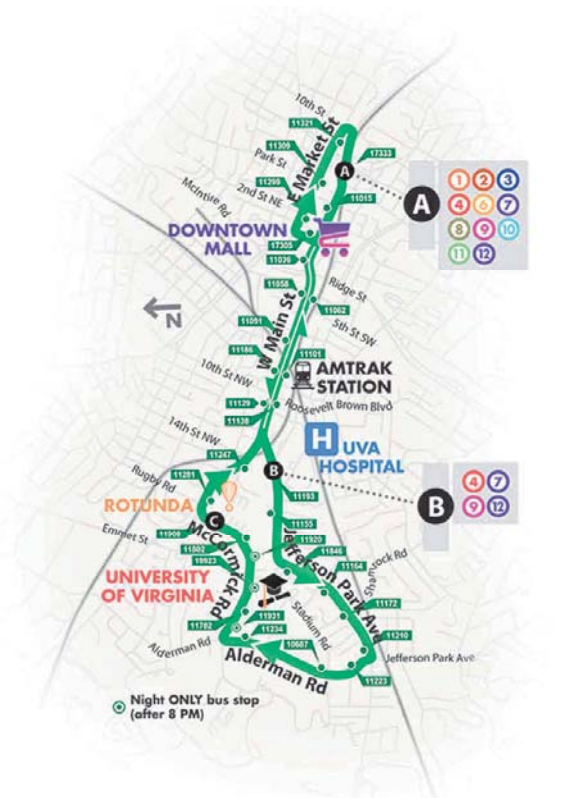 10th St
11321
E Market St
11309
Park St
17333
A
11299
2nd St NE
McIntire Rd
11015
A
1 2 3
4 6 7
8 9 10
11 12
DOWNTOWN
MALL
17305
11036
11058
Ridge St
N
W Main St
11062
11091
5th St SW
11186
11101
10th St NW
AMTRAK
STATION
11129
Roosevelt Brown Blvd
11138
14th St NW
H UVA
HOSPITAL
11247
B
Rugby Rd
11281
11193
4 7
9 12
B
ROTUNDA
C
11155
Emmet St
11909
McCormick Rd
11920
Jefferson Park Ave
11802
11846
19923
11164
Shamrock Rd
UNIVERSITY
OF VIRGINIA
11172
Stadium Rd
11782
11931
11234
11210
Alderman Rd
10687
Jefferson Park Ave
Alderman Rd
11223
Night ONLY bus stop
(after 8 PM)